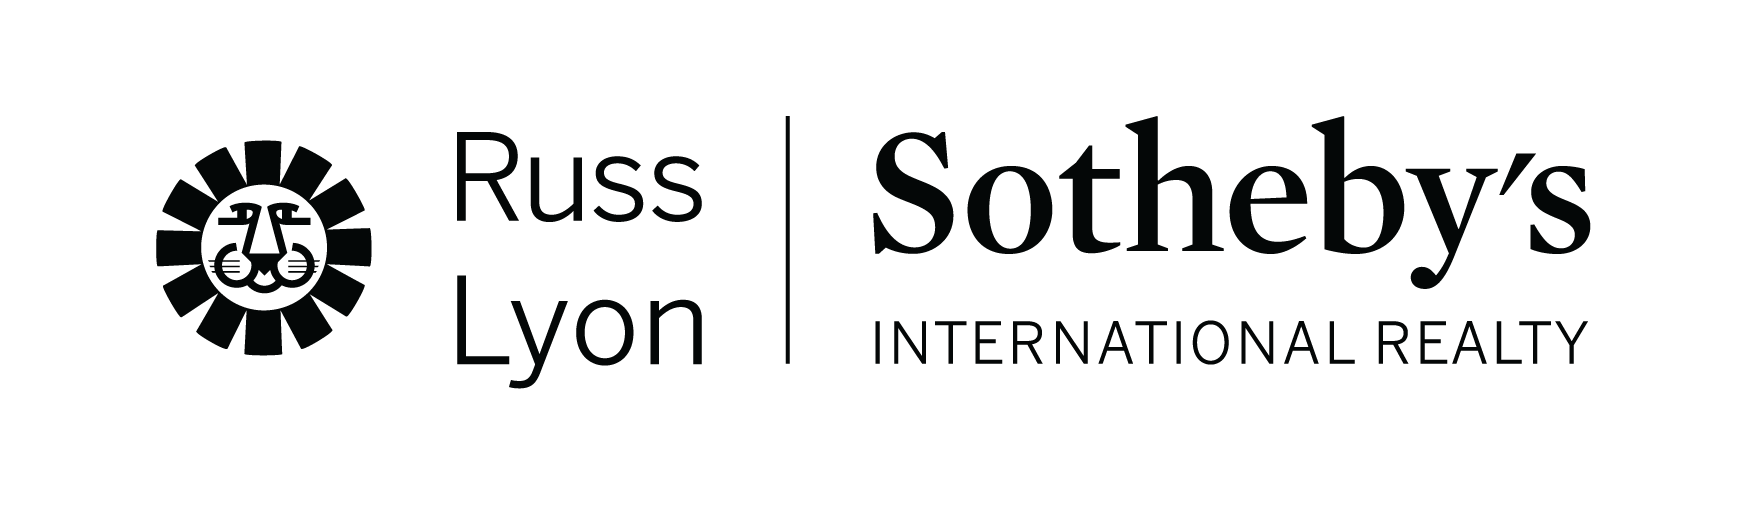 Russ
Lyon
Sotheby's
INTERNATIONAL REALTY